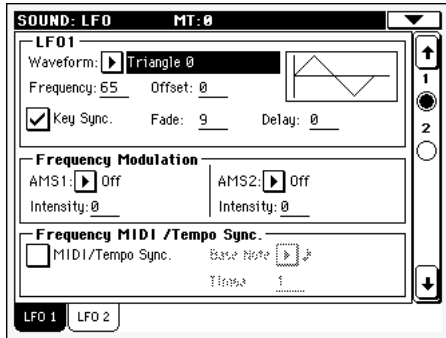 SOUND: LFO MT:0
LFO1
Waveform: Triangle 0
Frequency: 65 Offset: 0
Key Sync. Fade: 9 Delay: 0
1
2
Frequency Modulation
AMS1: Off AMS2: Off
Intensity: 0 Intensity: 0
Frequency MIDI /Tempo Sync.
MIDI/Tempo Sync. Base Note
Times 1
LFO 1 LFO 2